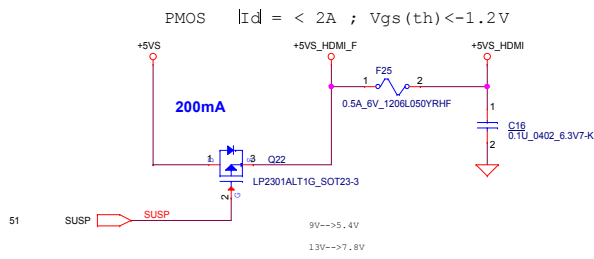 PMOS Id = < 2A ; Vgs(th)<-1.2V
+5VS +5VS_HDMI_F +5VS_HDMI
F25
1 2
0.5A_6V_1206L050YRHF
200mA
1
C16
0.1U_0402_6.3V7-K
2
1 3 Q22
LP2301ALT1G_SOT23-3
2 G
51 SUSP SUSP
9V-->5.4V
13V-->7.8V